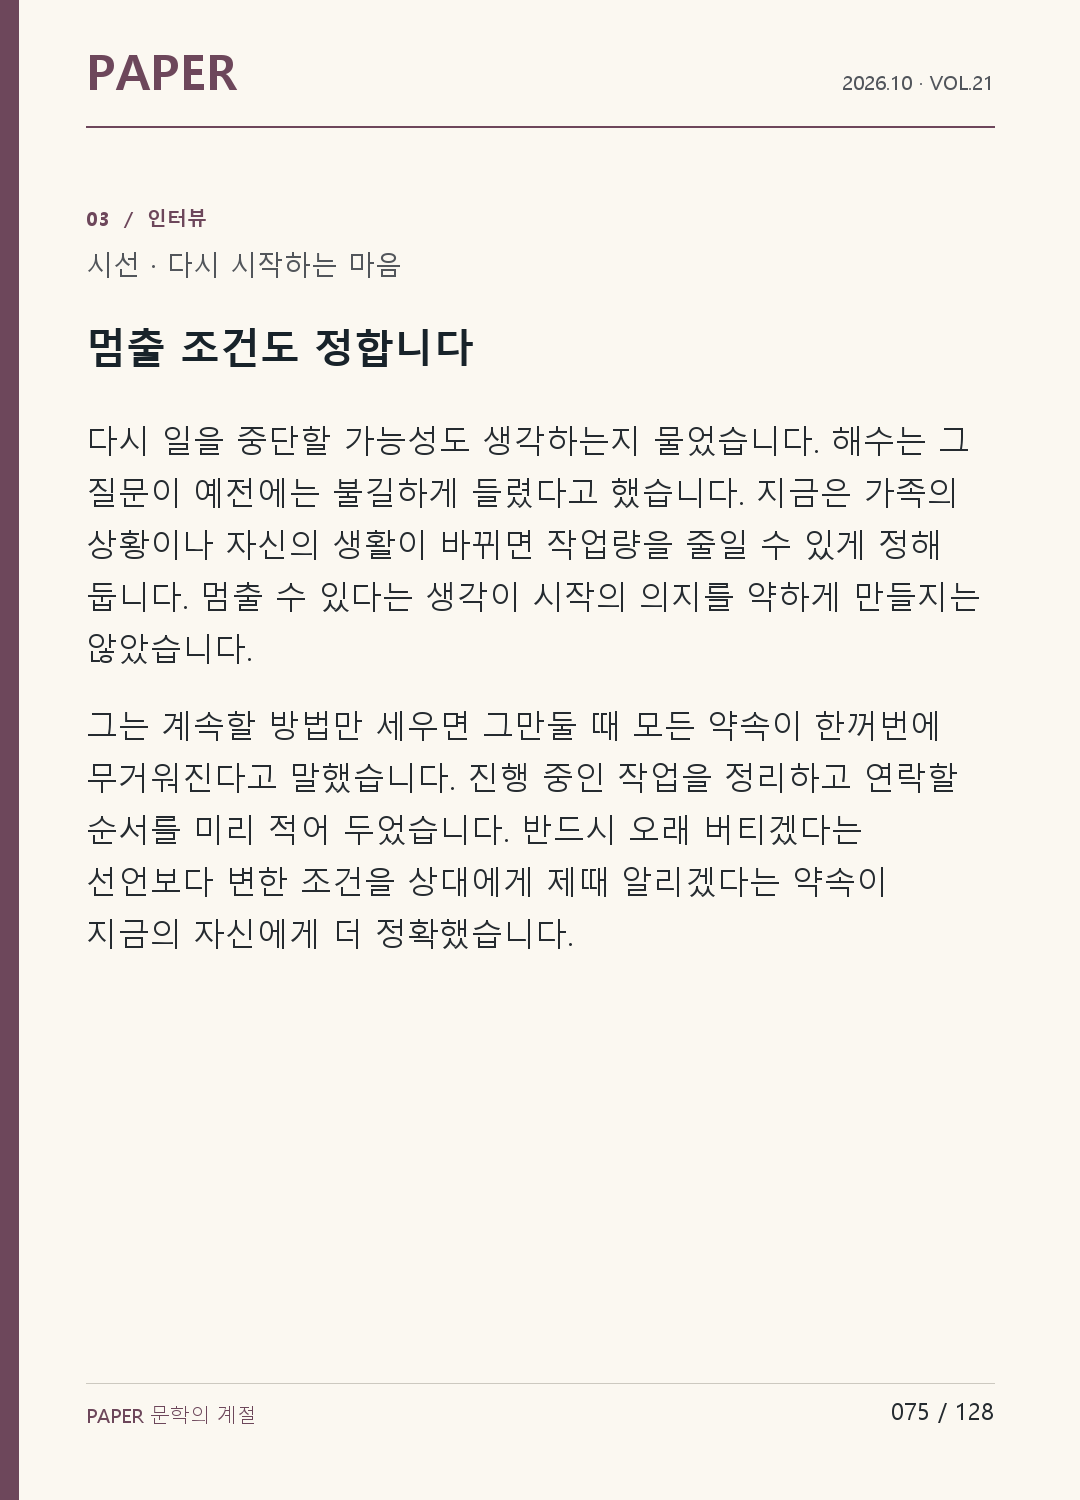 PAPER
2026.10 · VOL.21
03 / 인터뷰
시선 · 다시 시작하는 마음
멈출 조건도 정합니다
다시 일을 중단할 가능성도 생각하는지 물었습니다. 해수는 그
질문이 예전에는 불길하게 들렸다고 했습니다. 지금은 가족의
상황이나 자신의 생활이 바뀌면 작업량을 줄일 수 있게 정해
둡니다. 멈출 수 있다는 생각이 시작의 의지를 약하게 만들지는
않았습니다.
그는 계속할 방법만 세우면 그만둘 때 모든 약속이 한꺼번에
무거워진다고 말했습니다. 진행 중인 작업을 정리하고 연락할
순서를 미리 적어 두었습니다. 반드시 오래 버티겠다는
선언보다 변한 조건을 상대에게 제때 알리겠다는 약속이
지금의 자신에게 더 정확했습니다.
PAPER 문학의 계절
075 / 128